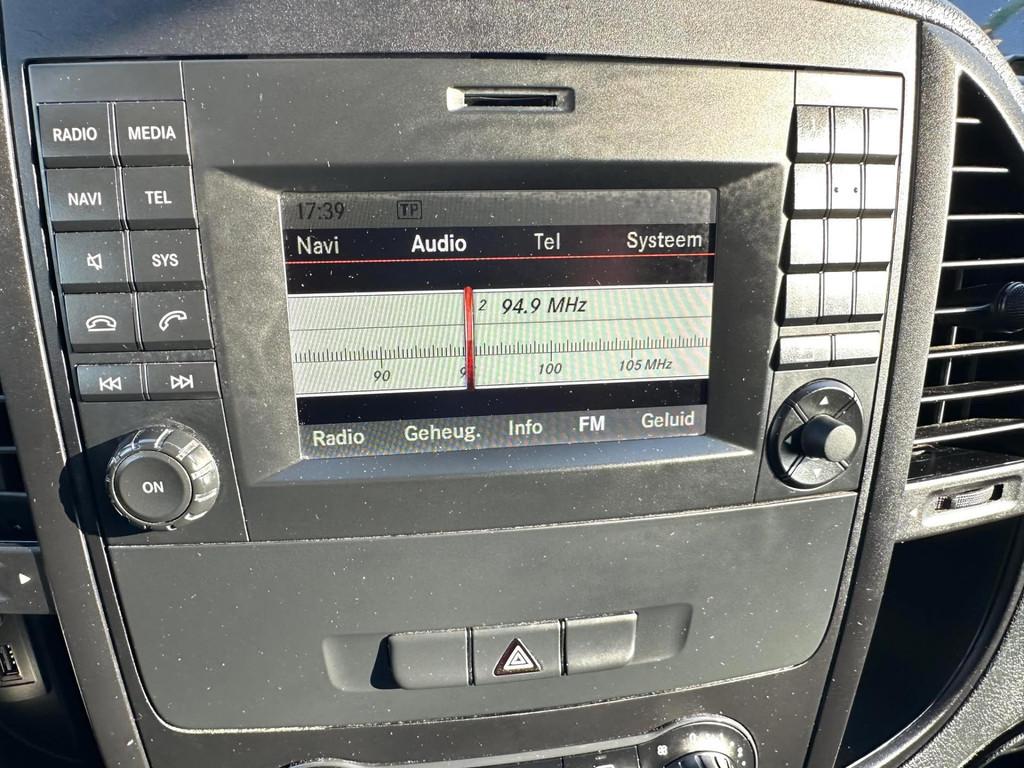 RADIO MEDIA
NAVI TEL
SYS
ON
17:39 TP
Navi Audio Tel Systeem
2 94.9 MHz
90 100 105 MHz
Radio Geheug. Info FM Geluid